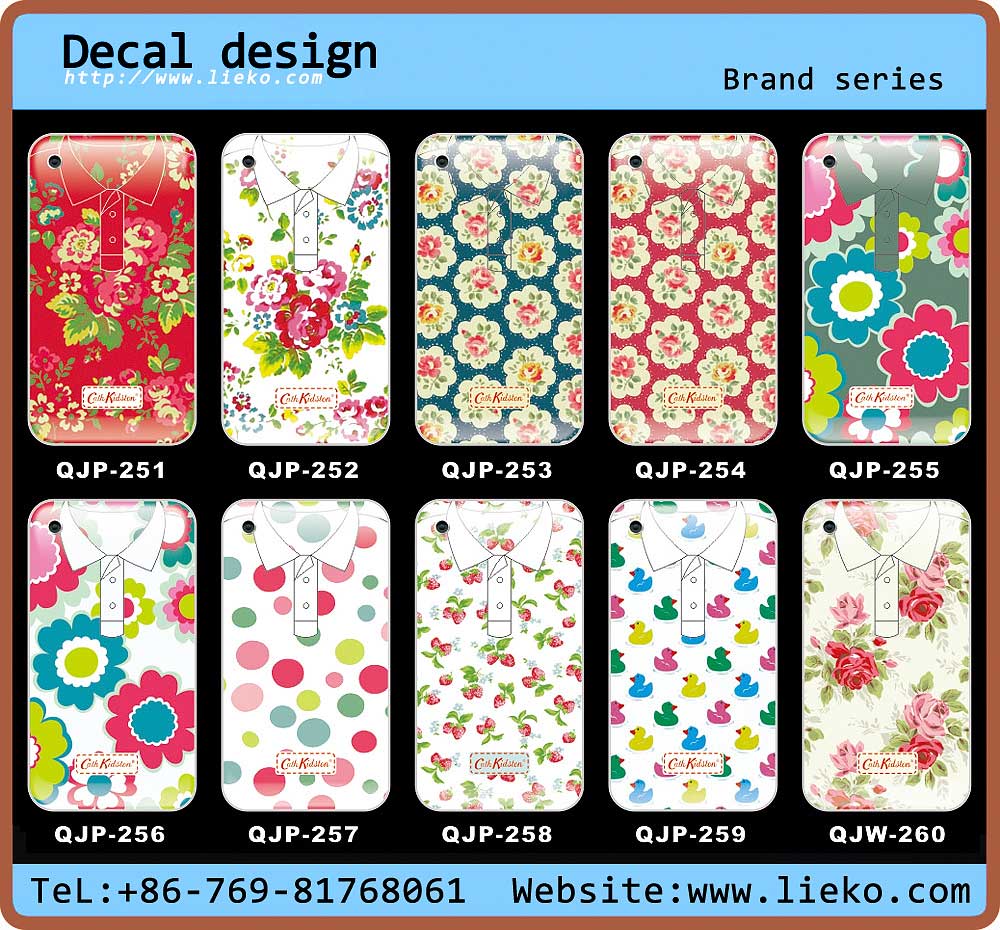 Decal design
http://www.lieko.com
Brand series
Cath Kidston Cath Kidston Cath Kidston Cath Kidston Cath Kidston
QJP-251 QJP-252 QJP-253 QJP-254 QJP-255
Cath Kidston Cath Kidston Cath Kidston Cath Kidston Cath Kidston
QJP-256 QJP-257 QJP-258 QJP-259 QJW-260
TeL:+86-769-81768061 Website:www.lieko.com